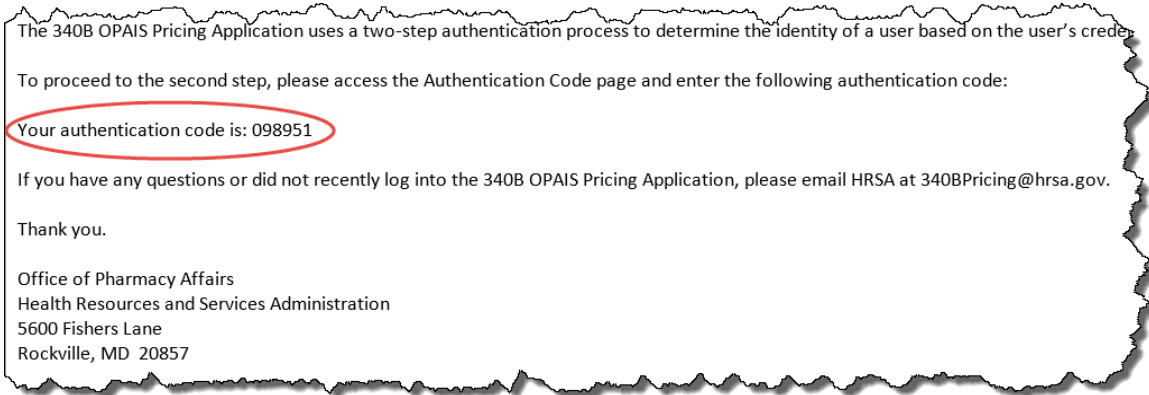 The 340B OPAIS Pricing Application uses a two-step authentication process to determine the identity of a user based on the user's
To proceed to the second step, please access the Authentication Code page and enter the following authentication code:
Your authentication code is: 098951
If you have any questions or did not recently log into the 340B OPAIS Pricing Application, please email HRSA at 340BPricing@hrsa.gov.
Thank you.
Office of Pharmacy Affairs
Health Resources and Services Administration
5600 Fishers Lane
Rockville, MD 20857